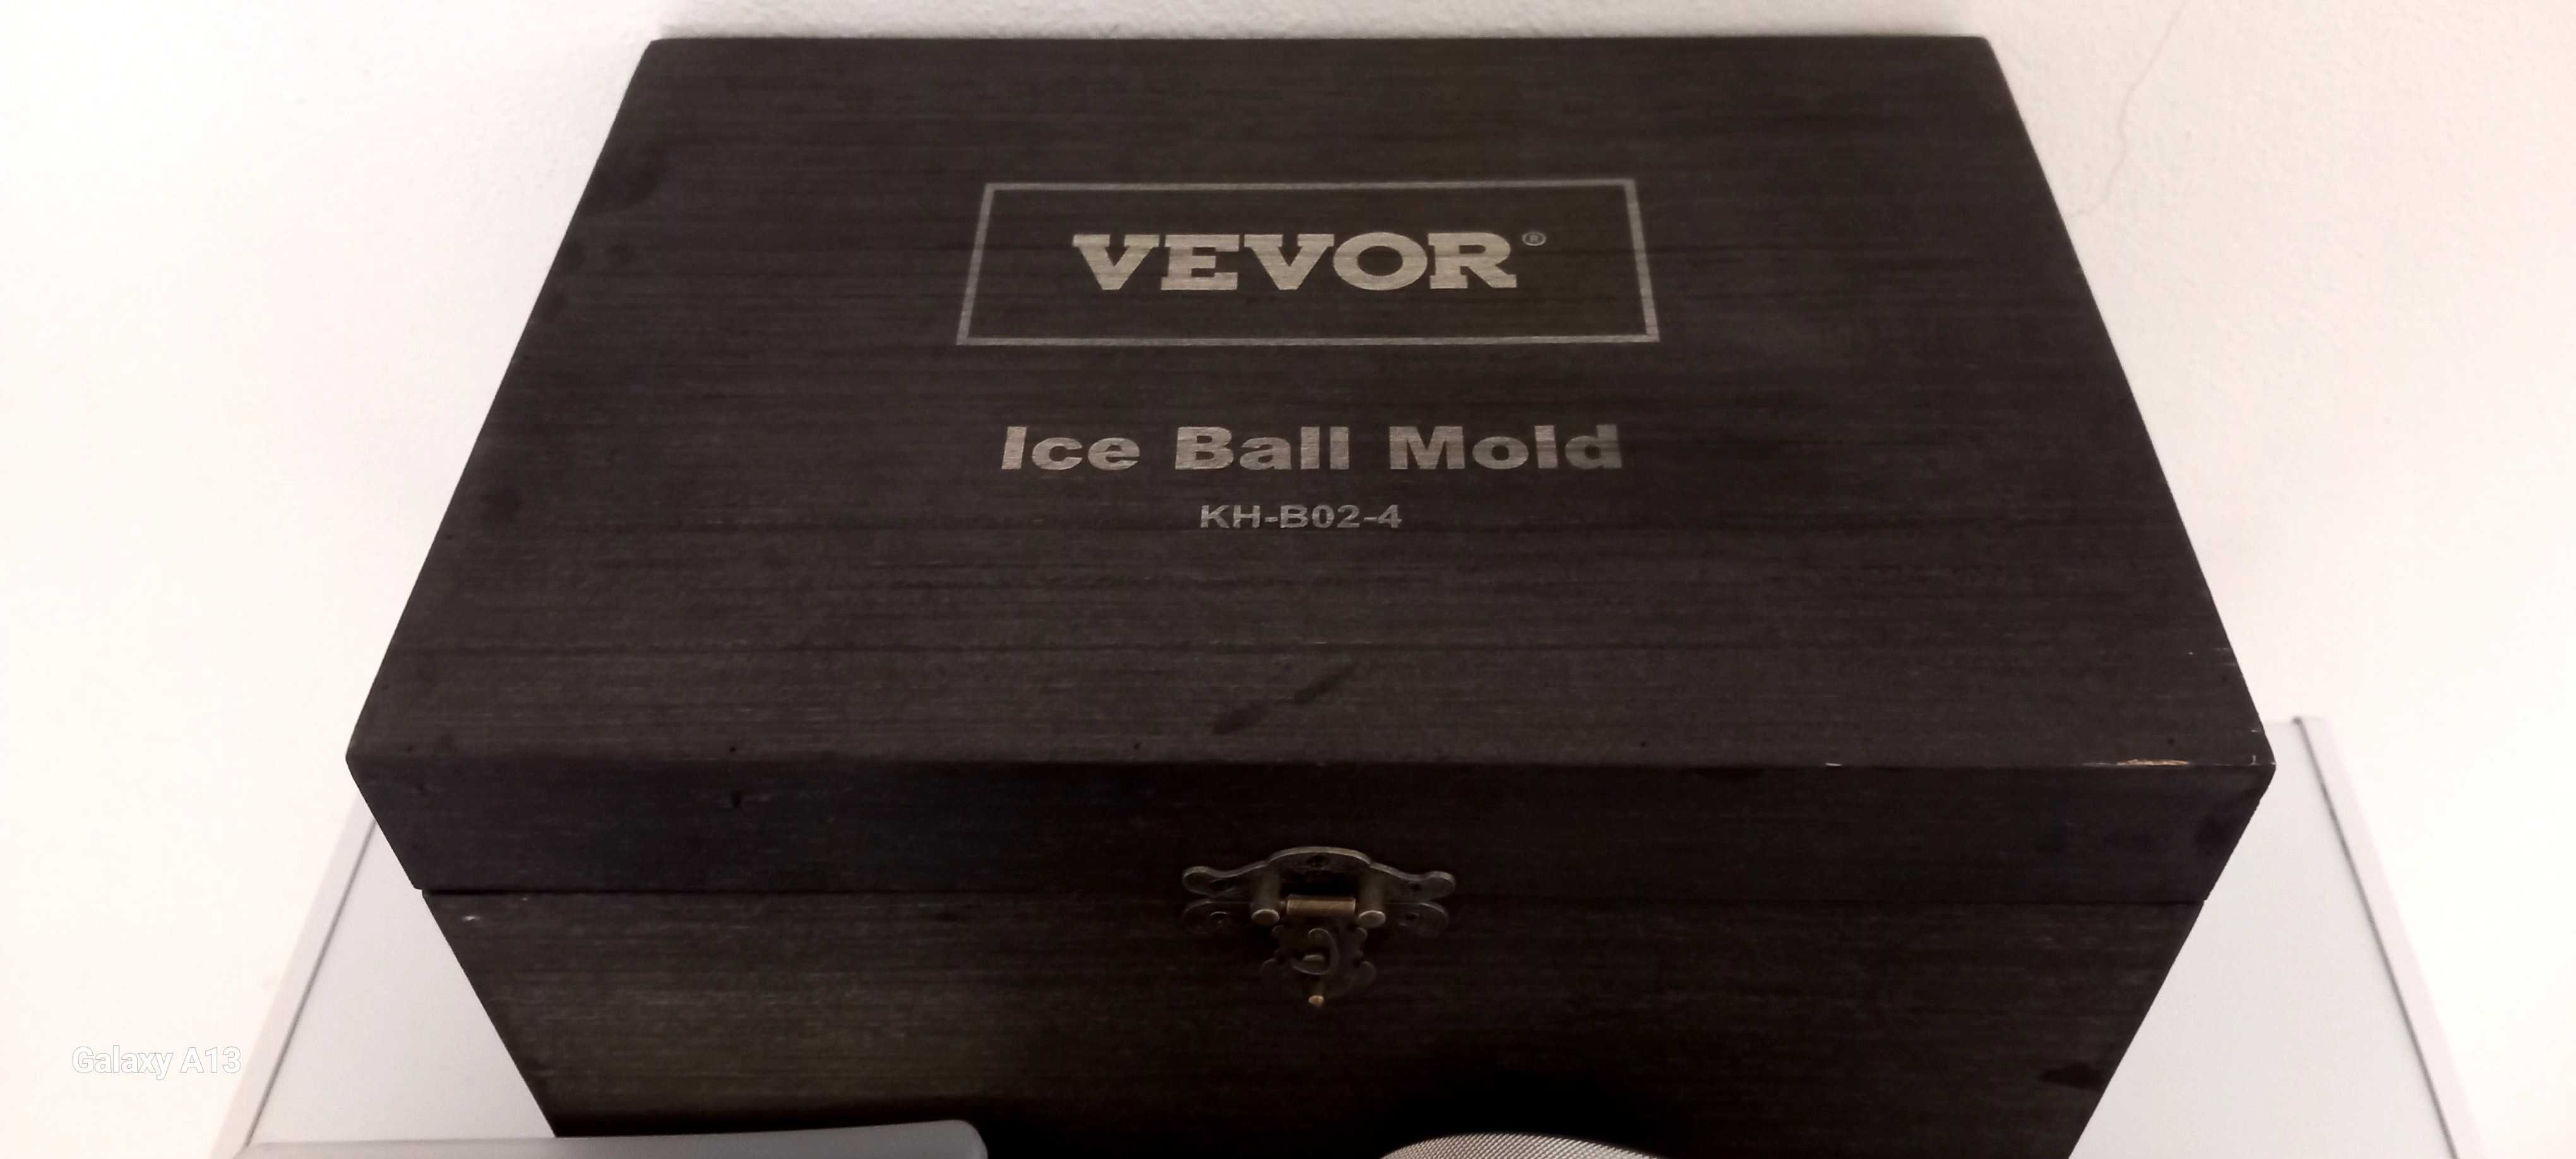 VEVOR®
Ice Ball Mold
KH-B02-4
Galaxy A13